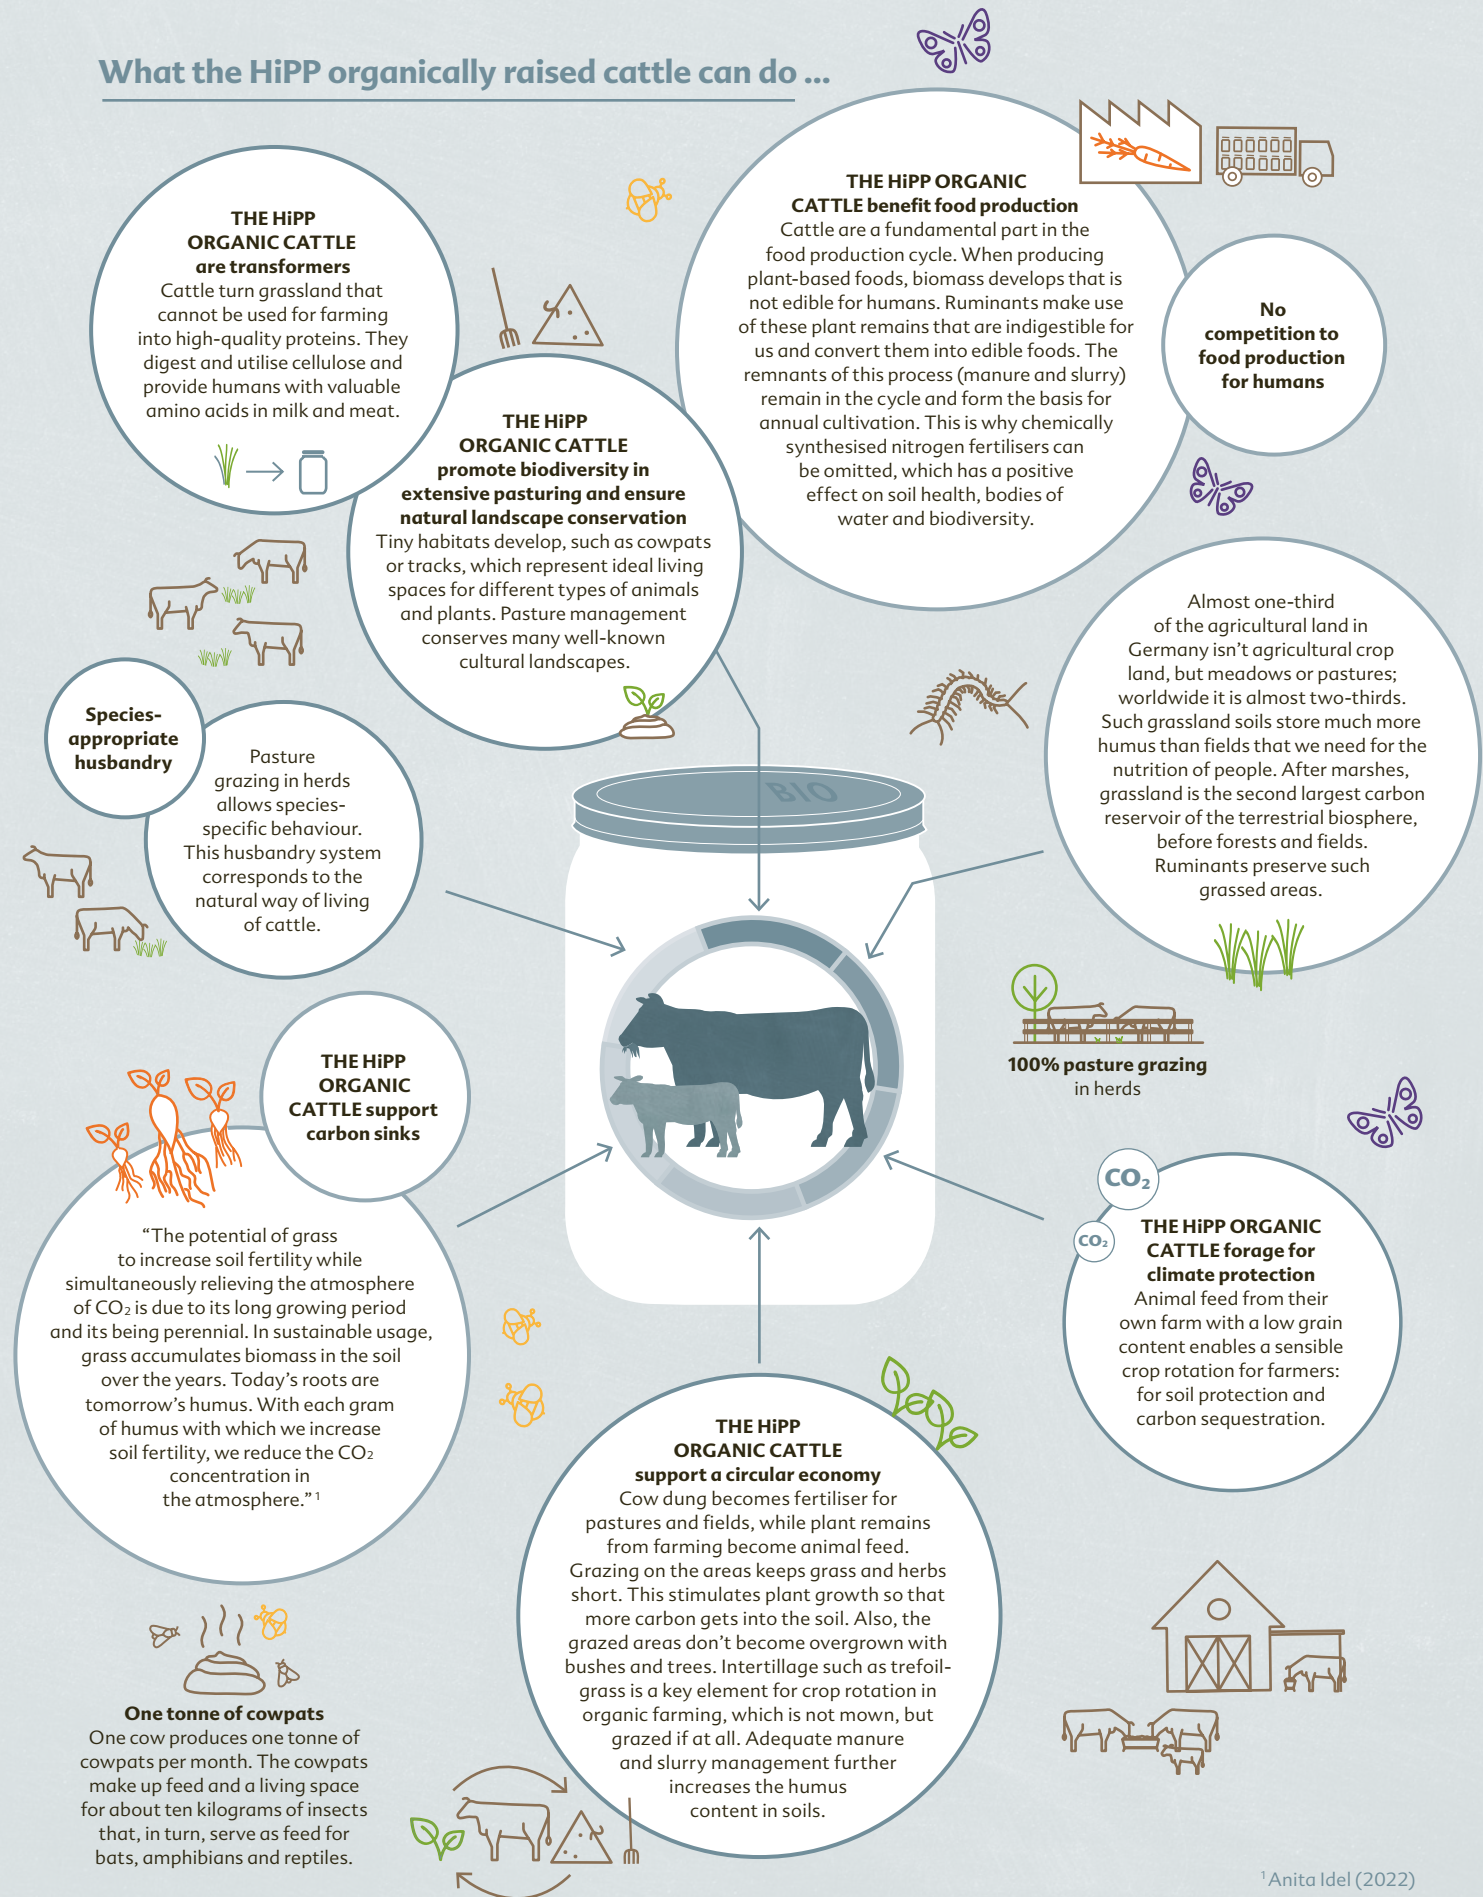 What the HiPP organically raised cattle can do ...
THE HiPP
ORGANIC CATTLE
are transformers
Cattle turn grassland that
cannot be used for farming
into high-quality proteins. They
digest and utilise cellulose and
provide humans with valuable
amino acids in milk and meat.
THE HiPP ORGANIC
CATTLE benefit food production
Cattle are a fundamental part in the
food production cycle. When producing
plant-based foods, biomass develops that is
not edible for humans. Ruminants make use
of these plant remains that are indigestible for
us and convert them into edible foods. The
remnants of this process (manure and slurry)
remain in the cycle and form the basis for
annual cultivation. This is why chemically
synthesised nitrogen fertilisers can
be omitted, which has a positive
effect on soil health, bodies of
water and biodiversity.
No
competition to
food production
for humans
THE HiPP
ORGANIC CATTLE
promote biodiversity in
extensive pasturing and ensure
natural landscape conservation
Tiny habitats develop, such as cowpats
or tracks, which represent ideal living
spaces for different types of animals
and plants. Pasture management
conserves many well-known
cultural landscapes.
Almost one-third
of the agricultural land in
Germany isn't agricultural crop
land, but meadows or pastures;
worldwide it is almost two-thirds.
Such grassland soils store much more
humus than fields that we need for the
nutrition of people. After marshes,
grassland is the second largest carbon
reservoir of the terrestrial biosphere,
before forests and fields.
Ruminants preserve such
grassed areas.
Species-
appropriate
husbandry
Pasture
grazing in herds
allows species-
specific behaviour.
This husbandry system
corresponds to the
natural way of living
of cattle.
BIO
100% pasture grazing
in herds
THE HiPP
ORGANIC
CATTLE support
carbon sinks
"The potential of grass
to increase soil fertility while
simultaneously relieving the atmosphere
of CO₂ is due to its long growing period
and its being perennial. In sustainable usage,
grass accumulates biomass in the soil
over the years. Today's roots are
tomorrow's humus. With each gram
of humus with which we increase
soil fertility, we reduce the CO₂
concentration in
the atmosphere." ¹
CO₂
CO₂
THE HiPP ORGANIC
CATTLE forage for
climate protection
Animal feed from their
own farm with a low grain
content enables a sensible
crop rotation for farmers:
for soil protection and
carbon sequestration.
THE HiPP
ORGANIC CATTLE
support a circular economy
Cow dung becomes fertiliser for
pastures and fields, while plant remains
from farming become animal feed.
Grazing on the areas keeps grass and herbs
short. This stimulates plant growth so that
more carbon gets into the soil. Also, the
grazed areas don't become overgrown with
bushes and trees. Intertillage such as trefoil-
grass is a key element for crop rotation in
organic farming, which is not mown, but
grazed if at all. Adequate manure
and slurry management further
increases the humus
content in soils.
One tonne of cowpats
One cow produces one tonne of
cowpats per month. The cowpats
make up feed and a living space
for about ten kilograms of insects
that, in turn, serve as feed for
bats, amphibians and reptiles.
¹ Anita Idel (2022)